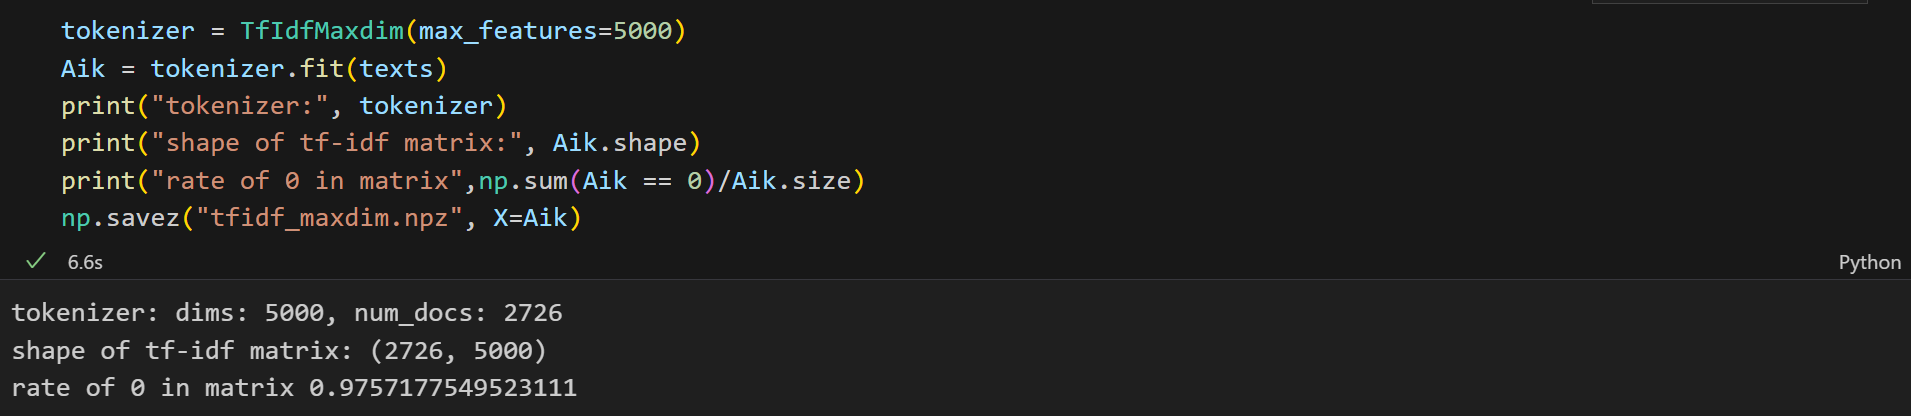 tokenizer = TfIdfMaxdim(max_features=5000)
Aik = tokenizer.fit(texts)
print("tokenizer:", tokenizer)
print("shape of tf-idf matrix:", Aik.shape)
print("rate of 0 in matrix",np.sum(Aik == 0)/Aik.size)
np.savez("tfidf_maxdim.npz", X=Aik)
6.6s
Python
tokenizer: dims: 5000, num_docs: 2726
shape of tf-idf matrix: (2726, 5000)
rate of 0 in matrix 0.9757177549523111